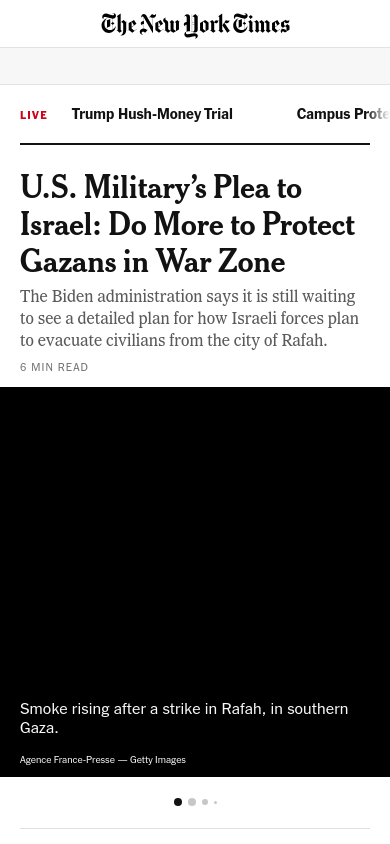 The New York Times
LIVE
Trump Hush-Money Trial
Campus Prote
U.S. Military’s Plea to
Israel: Do More to Protect
Gazans in War Zone
The Biden administration says it is still waiting
to see a detailed plan for how Israeli forces plan
to evacuate civilians from the city of Rafah.
6 MIN READ
Smoke rising after a strike in Rafah, in southern
Gaza.
Agence France-Presse — Getty Images